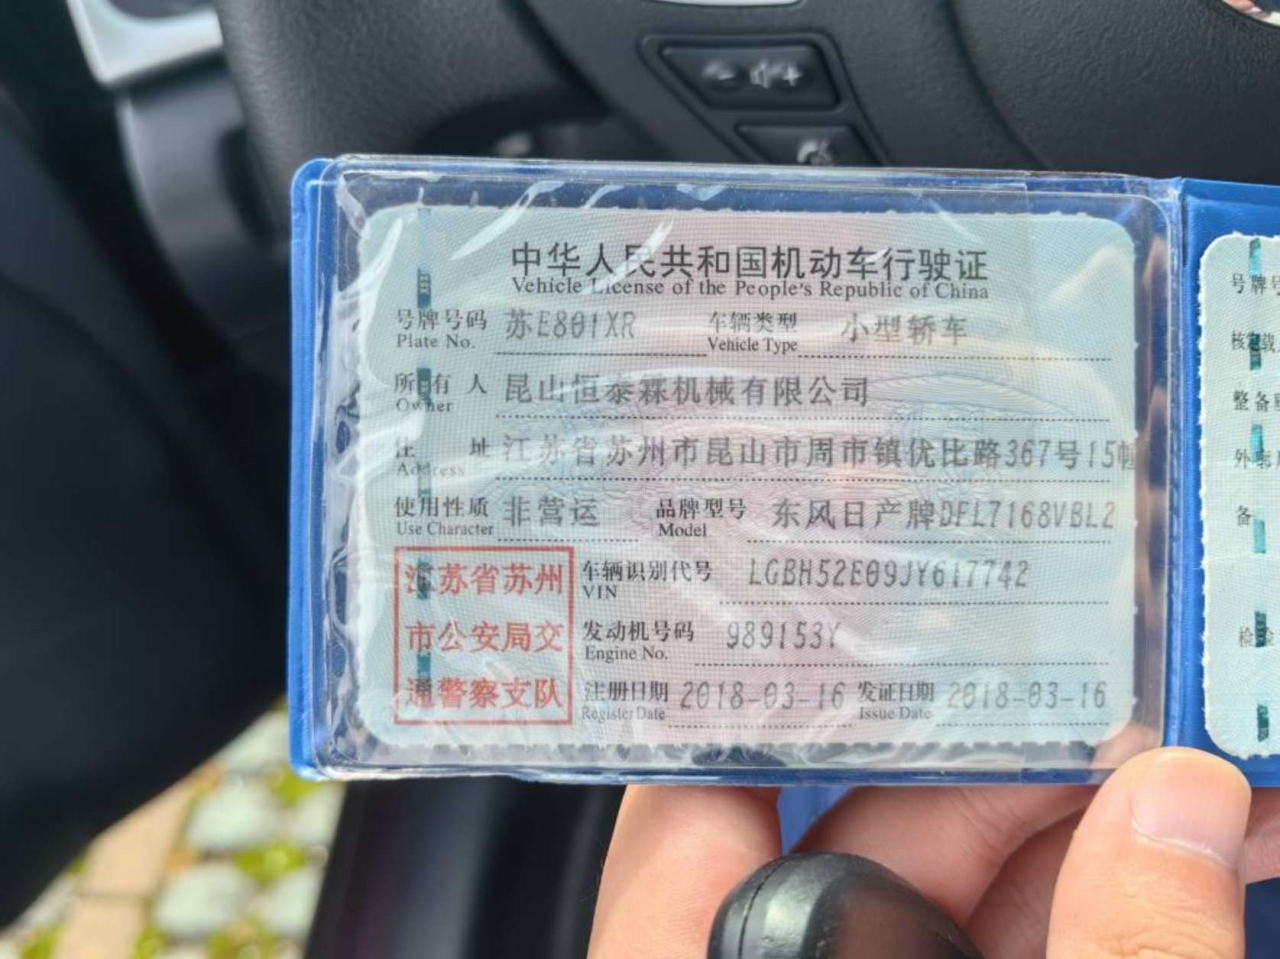 中华人民共和国机动车行驶证
Vehicle License of the People's Republic of China
号牌号码 苏E801XR 车辆类型 小型轿车
Plate No. Vehicle Type
所有人 昆山恒泰霖机械有限公司
Owner
住址 江苏省苏州市昆山市周市镇优比路367号15幢
Address
使用性质 非营运 品牌型号 东风日产牌DFL7168VBL2
Use Character Model
江苏省苏州
市公安局交
通警察支队
车辆识别代号 LGBH52E09JY617742
VIN
发动机号码 989153Y
Engine No.
注册日期 2018-03-16 发证日期 2018-03-16
Register Date Issue Date
号牌号
整备
备